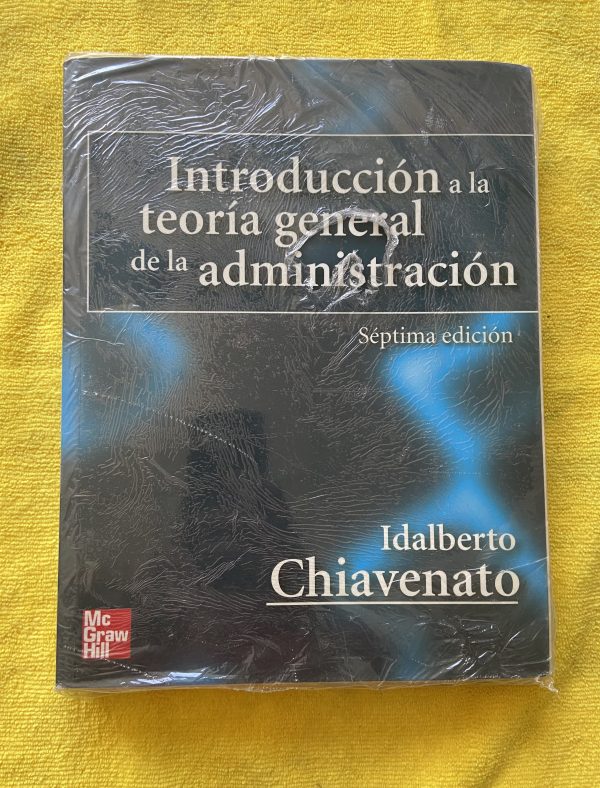 Introducción a la
teoría general
de la administración
Séptima edición
Idalberto
Chiavenato
Mc
Graw
Hill